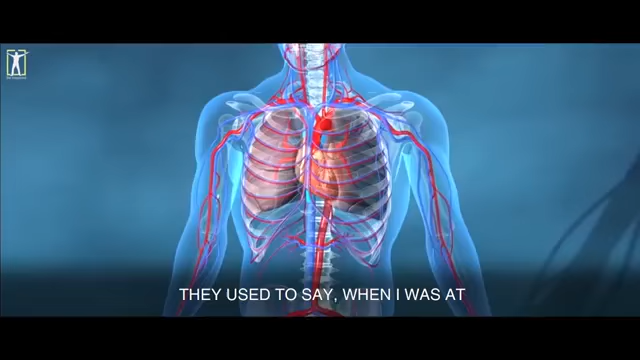 THEY USED TO SAY, WHEN I WAS AT